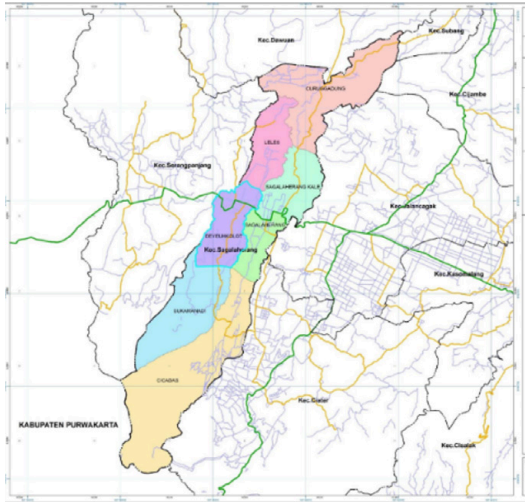 Kec.Dawuan
Kec.Subang
CURUGAGUNG
Kec.Cijambe
LELES
Kec.Serangpanjang
SAGALAHERANG KALER
Kec.Jalancagak
SAGALAHERANG
DAYEUHKOLOT
Kec.Sagalaherang
Kec.Kasomalang
SUKAMANDI
CICADAS
Kec.Ciater
KABUPATEN PURWAKARTA
Kec.Cisalak